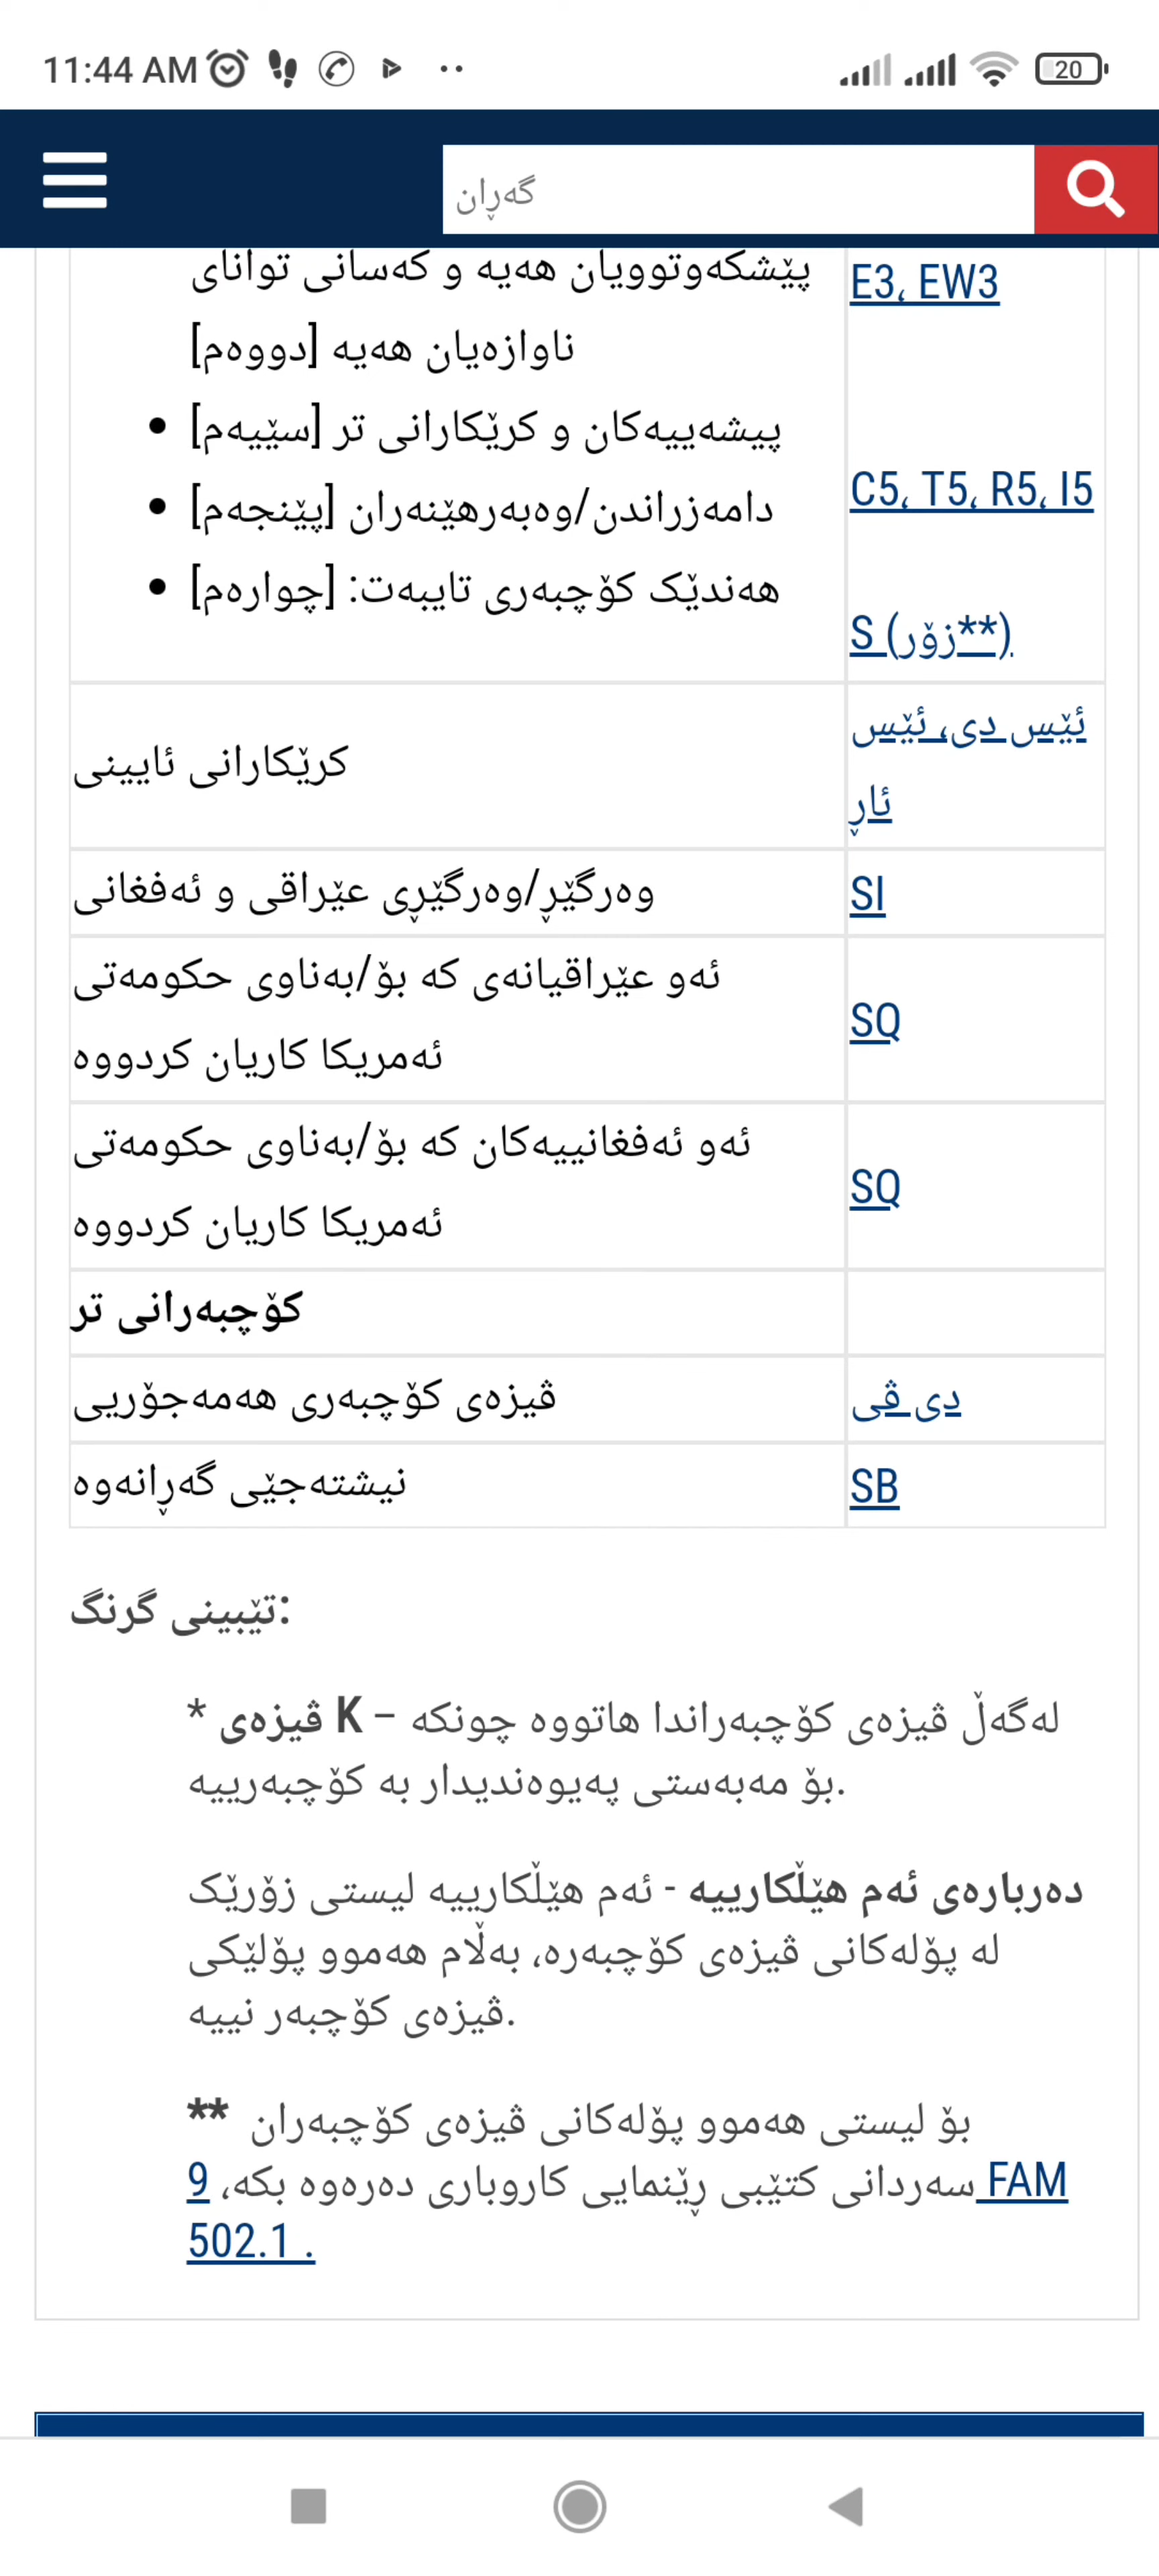 11:44 AM
20
گەڕان
پێشکەوتوویان هەیە و کەسانی توانای
ناوازەیان هەیە [دووەم]
E3، EW3
پیشەییەکان و کرێکارانی تر [سێیەم]
دامەزراندن/وەبەرهێنەران [پێنجەم]
C5، T5، R5، I5
هەندێک کۆچبەری تایبەت: [چوارەم]
S (زۆر**).
کرێکارانی ئایینی
ئێس دی، ئێس
ئاڕ
وەرگێڕ/وەرگێڕی عێراقی و ئەفغانی
SI
ئەو عێراقیانەی کە بۆ/بەناوی حکومەتی
ئەمریکا کاریان کردووە
SQ
ئەو ئەفغانییەکان کە بۆ/بەناوی حکومەتی
ئەمریکا کاریان کردووە
SQ
کۆچبەرانی تر
ڤیزەی کۆچبەری هەمەجۆریی
دی ڤی
نیشتەجێی گەڕانەوە
SB
تێبینی گرنگ:
* ڤیزەی K – لەگەڵ ڤیزەی کۆچبەراندا هاتووە چونکە
بۆ مەبەستی پەیوەندیدار بە کۆچبەرییە.
دەربارەی ئەم هێڵکارییە - ئەم هێڵکارییە لیستی زۆرێک
لە پۆلەکانی ڤیزەی کۆچبەرە، بەڵام هەموو پۆلێکی
ڤیزەی کۆچبەر نییە.
** بۆ لیستی هەموو پۆلەکانی ڤیزەی کۆچبەران
سەردانی کتێبی ڕێنمایی کاروباری دەرەوە بکە، 9 FAM
502.1 .